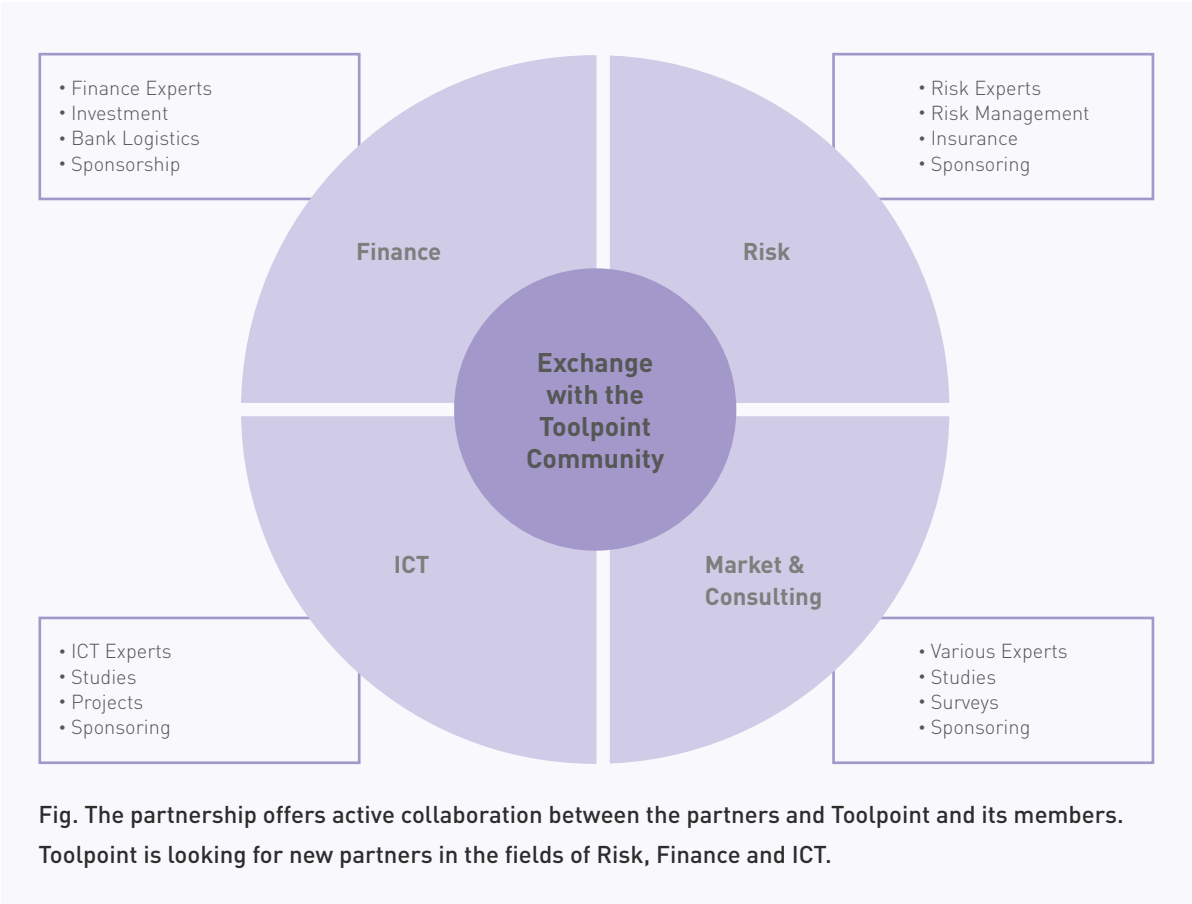 • Finance Experts
• Investment
• Bank Logistics
• Sponsorship
• Risk Experts
• Risk Management
• Insurance
• Sponsoring
Finance
Risk
Exchange
with the
Toolpoint
Community
ICT
Market &
Consulting
• ICT Experts
• Studies
• Projects
• Sponsoring
• Various Experts
• Studies
• Surveys
• Sponsoring
Fig. The partnership offers active collaboration between the partners and Toolpoint and its members.
Toolpoint is looking for new partners in the fields of Risk, Finance and ICT.